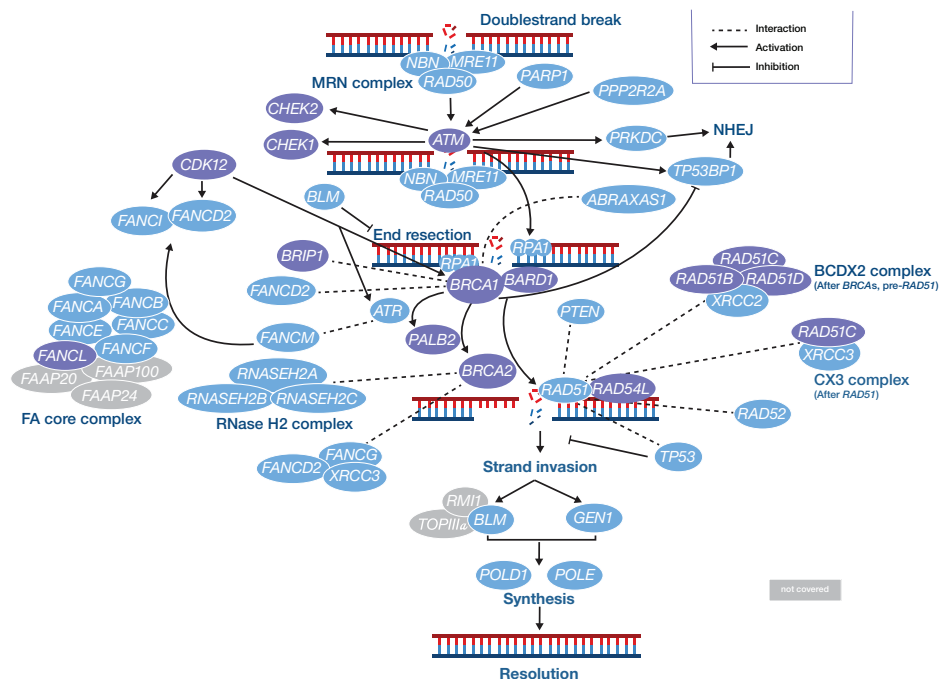 Doublestrand break
Interaction
Activation
Inhibition
NBN
MRE11
RAD50
MRN complex
PARP1
PPP2R2A
CHEK2
CHEK1
ATM
PRKDC
NHEJ
CDK12
NBN
MRE11
RAD50
TP53BP1
BLM
ABRAXAS1
FANCI
FANCD2
End resection
RPA1
RPA1
BRIP1
BRCA1
BARD1
RAD51C
RAD51B
RAD51D
XRCC2
BCDX2 complex
(After BRCAs, pre-RAD51)
FANCG
FANCD2
FANCA
FANCB
ATR
PTEN
FANCE
FANCC
FANCM
PALB2
RAD51C
XRCC3
FANCL
FANCF
FAAP20
FAAP100
FAAP24
FA core complex
RNASEH2A
RNASEH2B
RNASEH2C
RNase H2 complex
BRCA2
RAD51
RAD54L
CX3 complex
(After RAD51)
RAD52
FANCG
FANCD2
XRCC3
TP53
Strand invasion
RMI1
TOPIIIa
BLM
GEN1
POLD1
POLE
not covered
Synthesis
Resolution